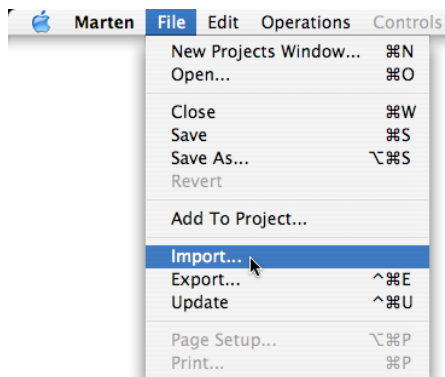 Marten File Edit Operations Controls
New Projects Window... ⌘N
Open... ⌘O
Close ⌘W
Save ⌘S
Save As... ⌥⌘S
Revert
Add To Project...
Import...
Export... ^⌘E
Update ^⌘U
Page Setup... ⌥⌘P
Print... ⌘P